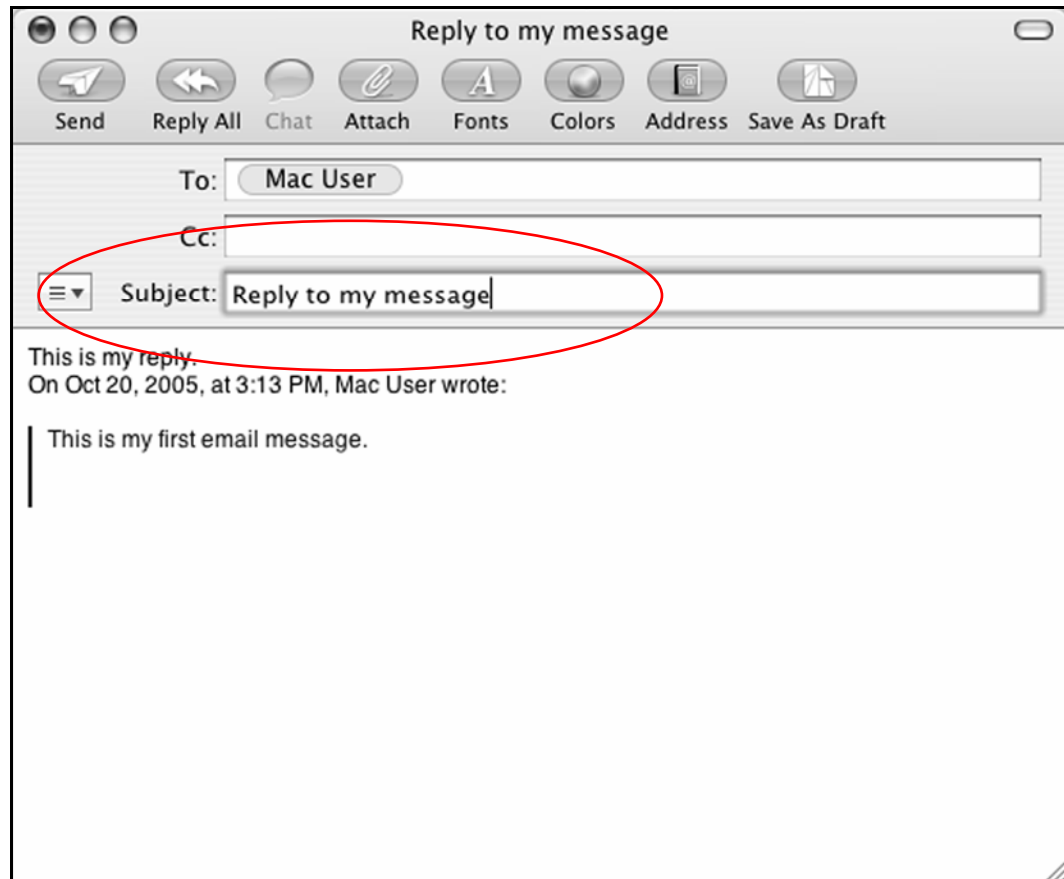 Reply to my message
Send Reply All Chat Attach Fonts Colors Address Save As Draft
To: Mac User
Cc:
Subject: Reply to my message
This is my reply.
On Oct 20, 2005, at 3:13 PM, Mac User wrote:
This is my first email message.